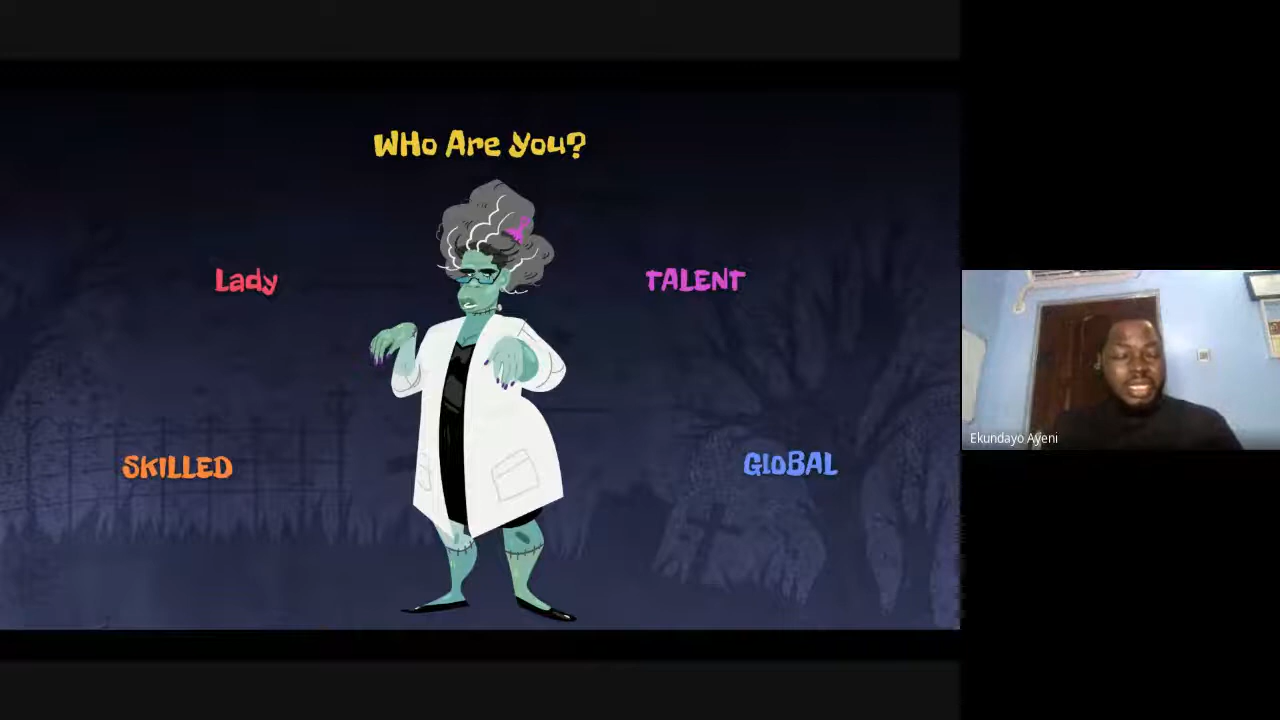 WHo Are You?
Lady
TALENT
SKILLED
GLoBAL
Ekundayo Ayeni